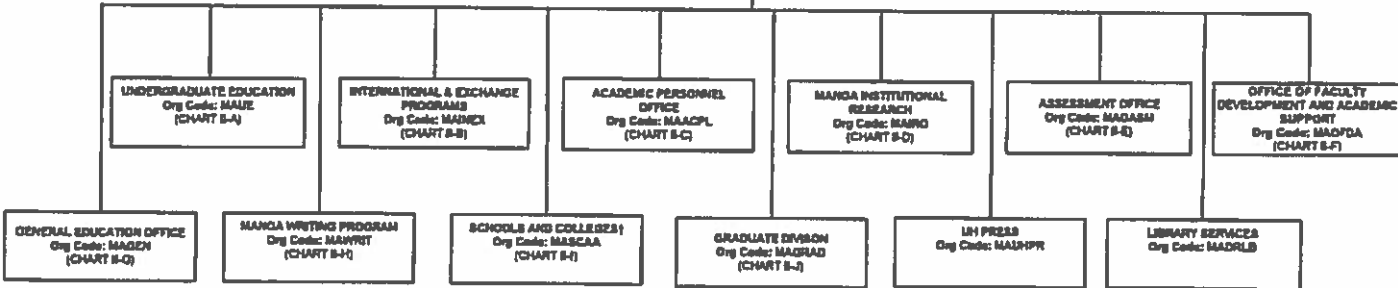 UNDERGRADUATE EDUCATION
Org Code: MAUE
(CHART II-A)
INTERNATIONAL & EXCHANGE
PROGRAMS
Org Code: MAINEX
(CHART II-B)
ACADEMIC PERSONNEL
OFFICE
Org Code: MAACPL
(CHART II-C)
MANOA INSTITUTIONAL
RESEARCH
Org Code: MAIRO
(CHART II-D)
ASSESSMENT OFFICE
Org Code: MAOASM
(CHART II-E)
OFFICE OF FACULTY
DEVELOPMENT AND ACADEMIC
SUPPORT
Org Code: MAOFDA
(CHART II-F)
GENERAL EDUCATION OFFICE
Org Code: MAGEN
(CHART II-G)
MANOA WRITING PROGRAM
Org Code: MAWRIT
(CHART II-H)
SCHOOLS AND COLLEGES†
Org Code: MASCAA
(CHART II-I)
GRADUATE DIVISON
Org Code: MAGRAD
(CHART II-J)
UH PRESS
Org Code: MAUHPR
LIBRARY SERVICES
Org Code: MADRLB